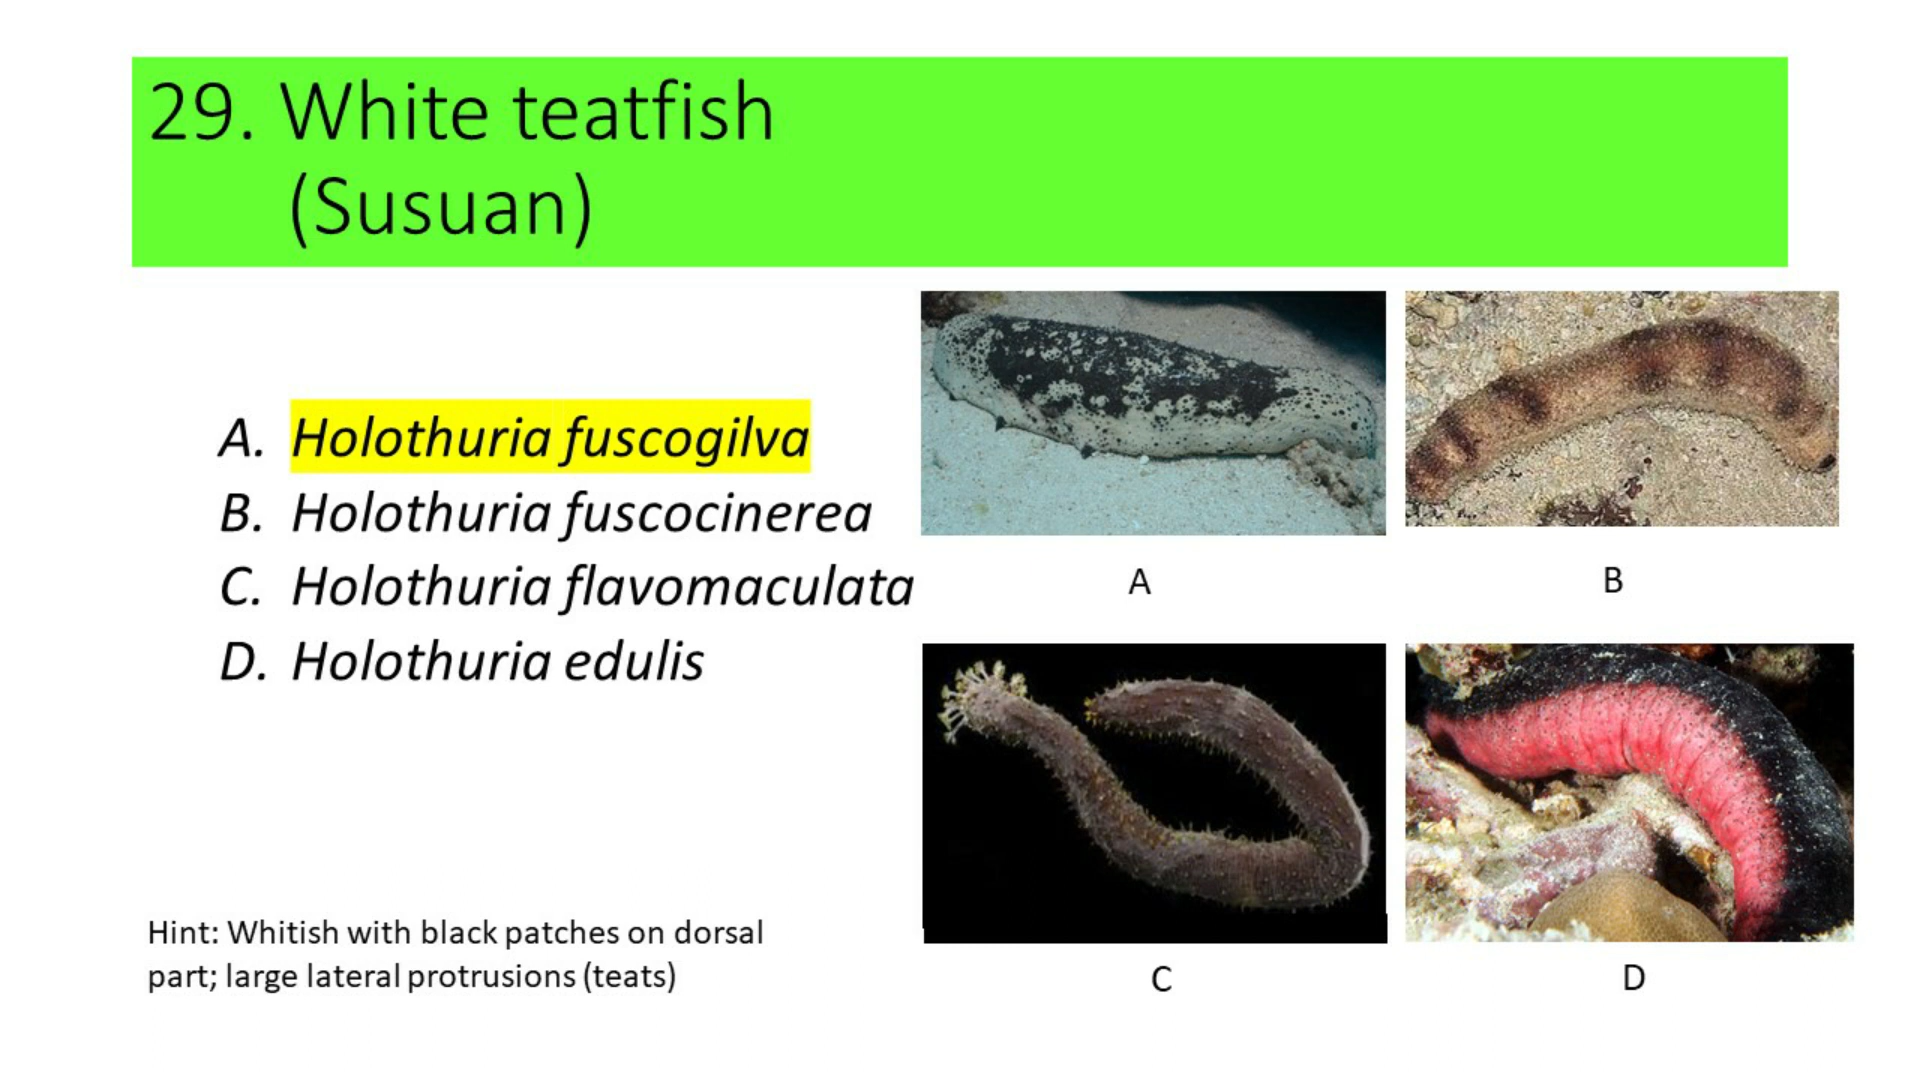 29. White teatfish
(Susuan)
A. Holothuria fuscogilva
B. Holothuria fuscocinerea
C. Holothuria flavomaculata
D. Holothuria edulis
A
B
C
D
Hint: Whitish with black patches on dorsal
part; large lateral protrusions (teats)